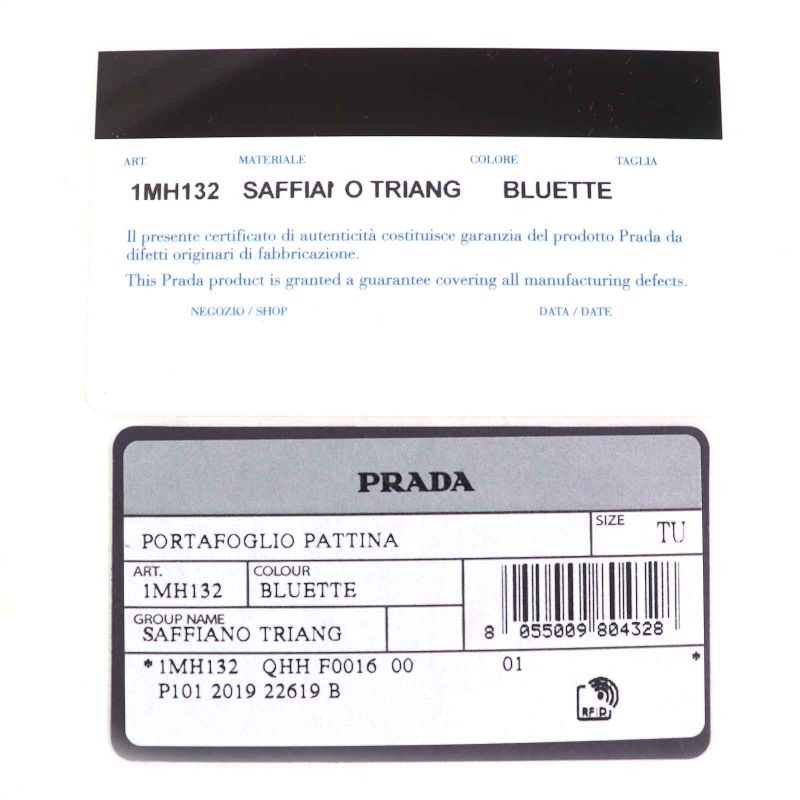 ART. MATERIALE COLORE TAGLIA
1MH132 SAFFIANO TRIANG BLUETTE
Il presente certificato di autenticità costituisce garanzia del prodotto Prada da
difetti originari di fabbricazione.
This Prada product is granted a guarantee covering all manufacturing defects.
NEGOZIO / SHOP DATA / DATE
PRADA
PORTAFOGLIO PATTINA SIZE TU
ART. COLOUR
1MH132 BLUETTE
GROUP NAME
SAFFIANO TRIANG 8 055009 804328
*1MH132 QHH F0016 00 01 *
P101 2019 22619 B
RFID